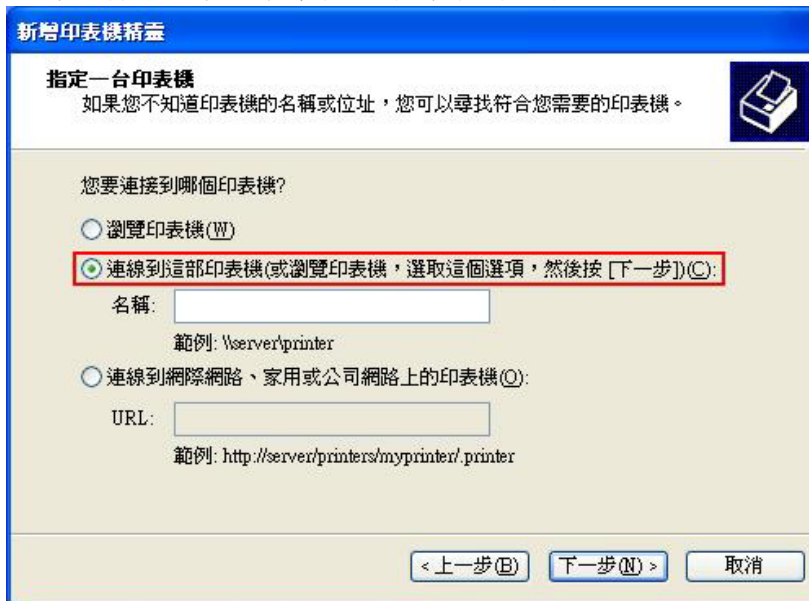 新增印表機精靈
指定一台印表機
如果您不知道印表機的名稱或位址，您可以尋找符合您需要的印表機。
您要連接到哪個印表機?
瀏覽印表機(W)
連線到這部印表機(或瀏覽印表機，選取這個選項，然後按 [下一步])(C):
名稱:
範例: \\server\printer
連線到網際網路、家用或公司網路上的印表機(O):
URL:
範例: http://server/printers/myprinter/.printer
<上一步(B) 下一步(N)> 取消